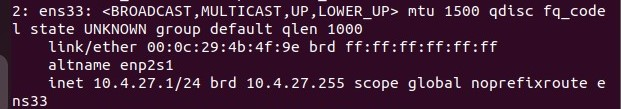 2: ens33: <BROADCAST,MULTICAST,UP,LOWER_UP> mtu 1500 qdisc fq_code
l state UNKNOWN group default qlen 1000
    link/ether 00:0c:29:4b:4f:9e brd ff:ff:ff:ff:ff:ff
    altname enp2s1
    inet 10.4.27.1/24 brd 10.4.27.255 scope global noprefixroute e
ns33